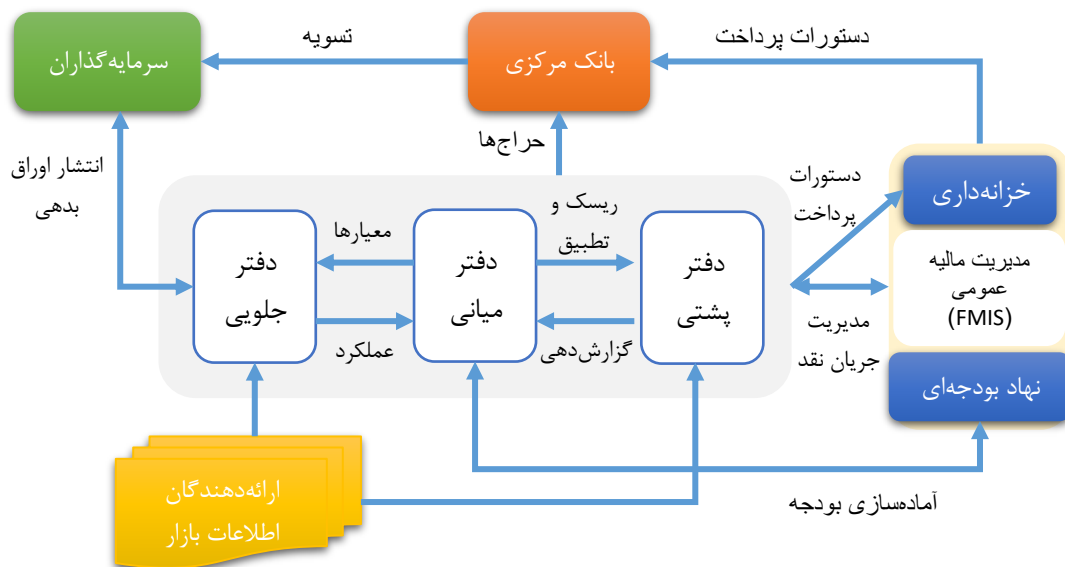 دستورات پرداخت
تسویه
بانک مرکزی
سرمایه‌گذاران
حراج‌ها
انتشار اوراق
بدهی
دستورات
پرداخت
خزانه‌داری
ریسک و
تطبیق
معیارها
دفتر
پشتی
دفتر
میانی
دفتر
جلویی
مدیریت مالیه
عمومی
(FMIS)
مدیریت
جریان نقد
گزارش‌دهی
عملکرد
نهاد بودجه‌ای
ارائه‌دهندگان
اطلاعات بازار
آماده‌سازی بودجه